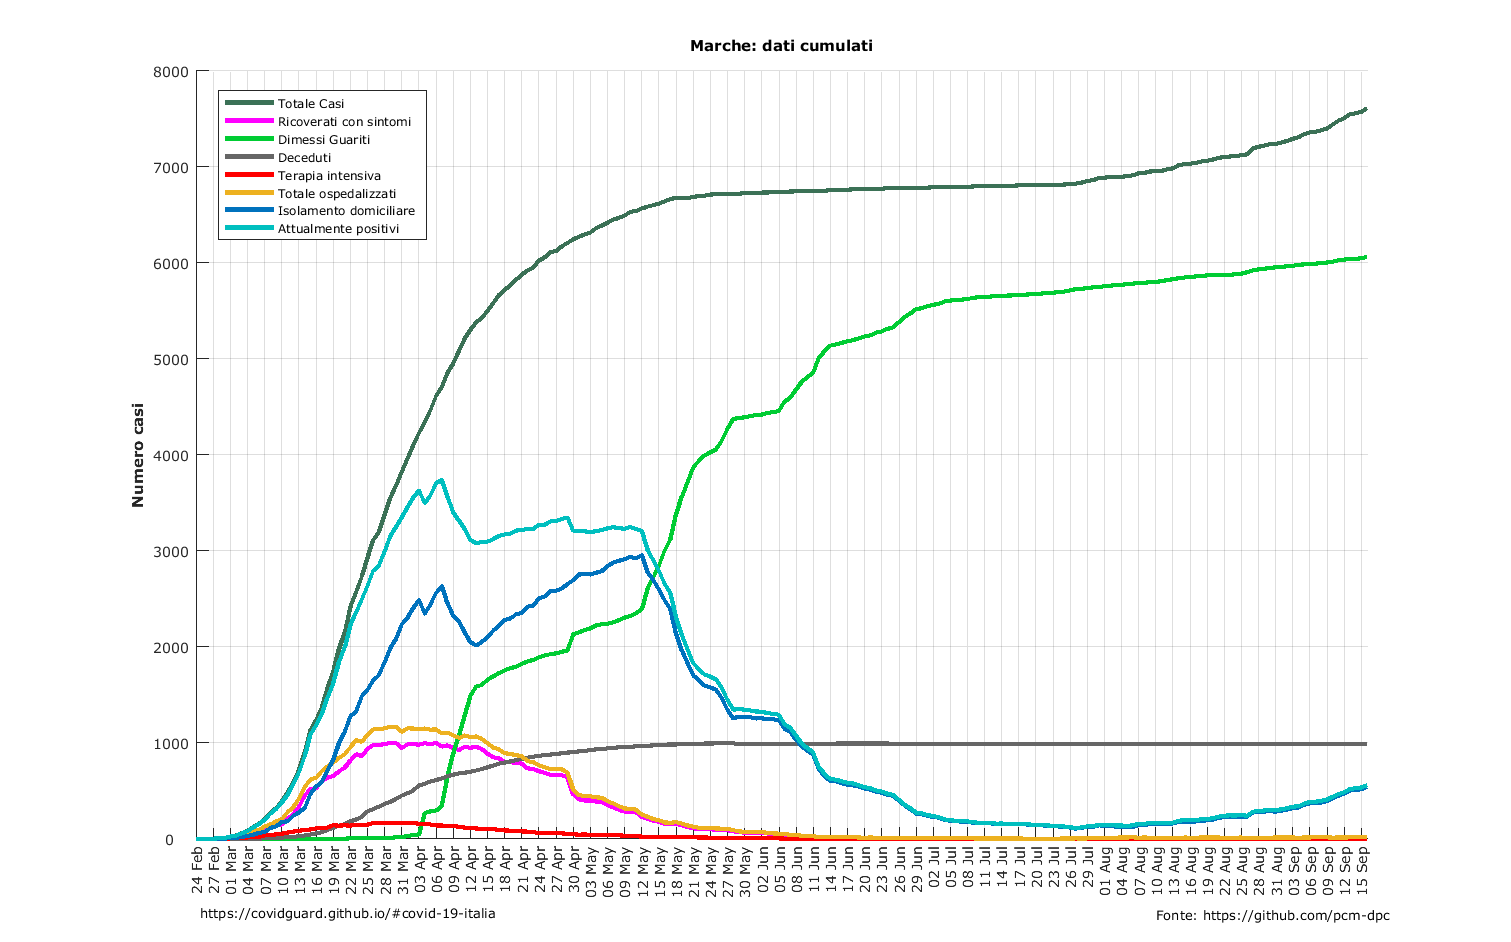 Marche: dati cumulati
8000
7000
6000
5000
4000
3000
2000
1000
0
Numero casi
Totale Casi
Ricoverati con sintomi
Dimessi Guariti
Deceduti
Terapia intensiva
Totale ospedalizzati
Isolamento domiciliare
Attualmente positivi
24 Feb
27 Feb
01 Mar
04 Mar
07 Mar
10 Mar
13 Mar
16 Mar
19 Mar
22 Mar
25 Mar
28 Mar
31 Mar
03 Apr
06 Apr
09 Apr
12 Apr
15 Apr
18 Apr
21 Apr
24 Apr
27 Apr
30 Apr
03 May
06 May
09 May
12 May
15 May
18 May
21 May
24 May
27 May
30 May
02 Jun
05 Jun
08 Jun
11 Jun
14 Jun
17 Jun
20 Jun
23 Jun
26 Jun
29 Jun
02 Jul
05 Jul
08 Jul
11 Jul
14 Jul
17 Jul
20 Jul
23 Jul
26 Jul
29 Jul
01 Aug
04 Aug
07 Aug
10 Aug
13 Aug
16 Aug
19 Aug
22 Aug
25 Aug
28 Aug
31 Aug
03 Sep
06 Sep
09 Sep
12 Sep
15 Sep
https://covidguard.github.io/#covid-19-italia
Fonte: https://github.com/pcm-dpc